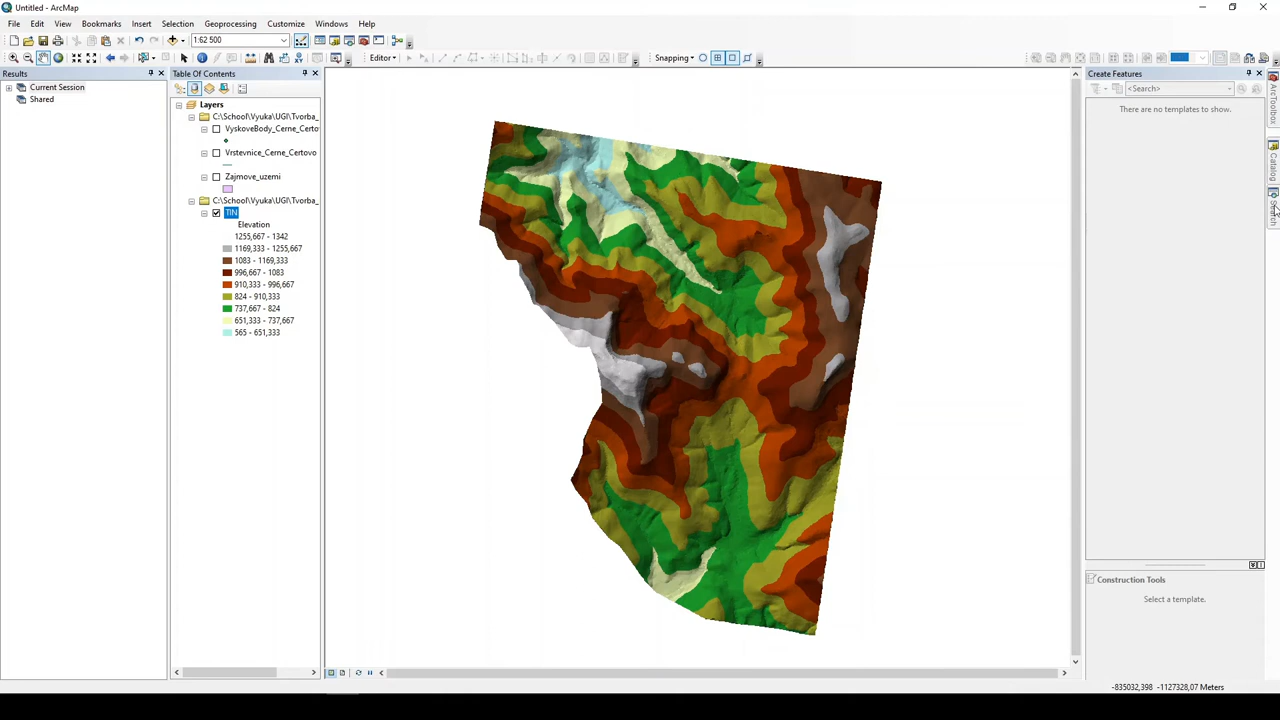 Untitled - ArcMap
File Edit View Bookmarks Insert Selection Geoprocessing Customize Windows Help
1:62 500
Editor Snapping
Results
Current Session
Shared
Table Of Contents
Layers
C:\School\Vyuka\UGI\Tvorba_
VyskoveBody_Cerne_Certo
Vrstevnice_Cerne_Certovo
Zajmove_uzemi
C:\School\Vyuka\UGI\Tvorba_
TIN
Elevation
1255,667 - 1342
1169,333 - 1255,667
1083 - 1169,333
996,667 - 1083
910,333 - 996,667
824 - 910,333
737,667 - 824
651,333 - 737,667
565 - 651,333
Create Features
<Search>
There are no templates to show.
Construction Tools
Select a template.
ArcToolbox
Catalog
Search
-835032,398 -1127328,07 Meters